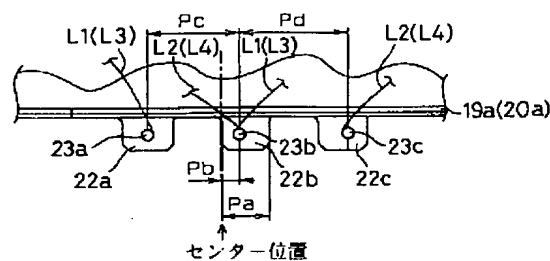 Pc Pd
L1(L3) L2(L4) L1(L3) L2(L4)
19a(20a)
23a 23b 23c
22a 22b 22c
Pb
Pa
センター位置